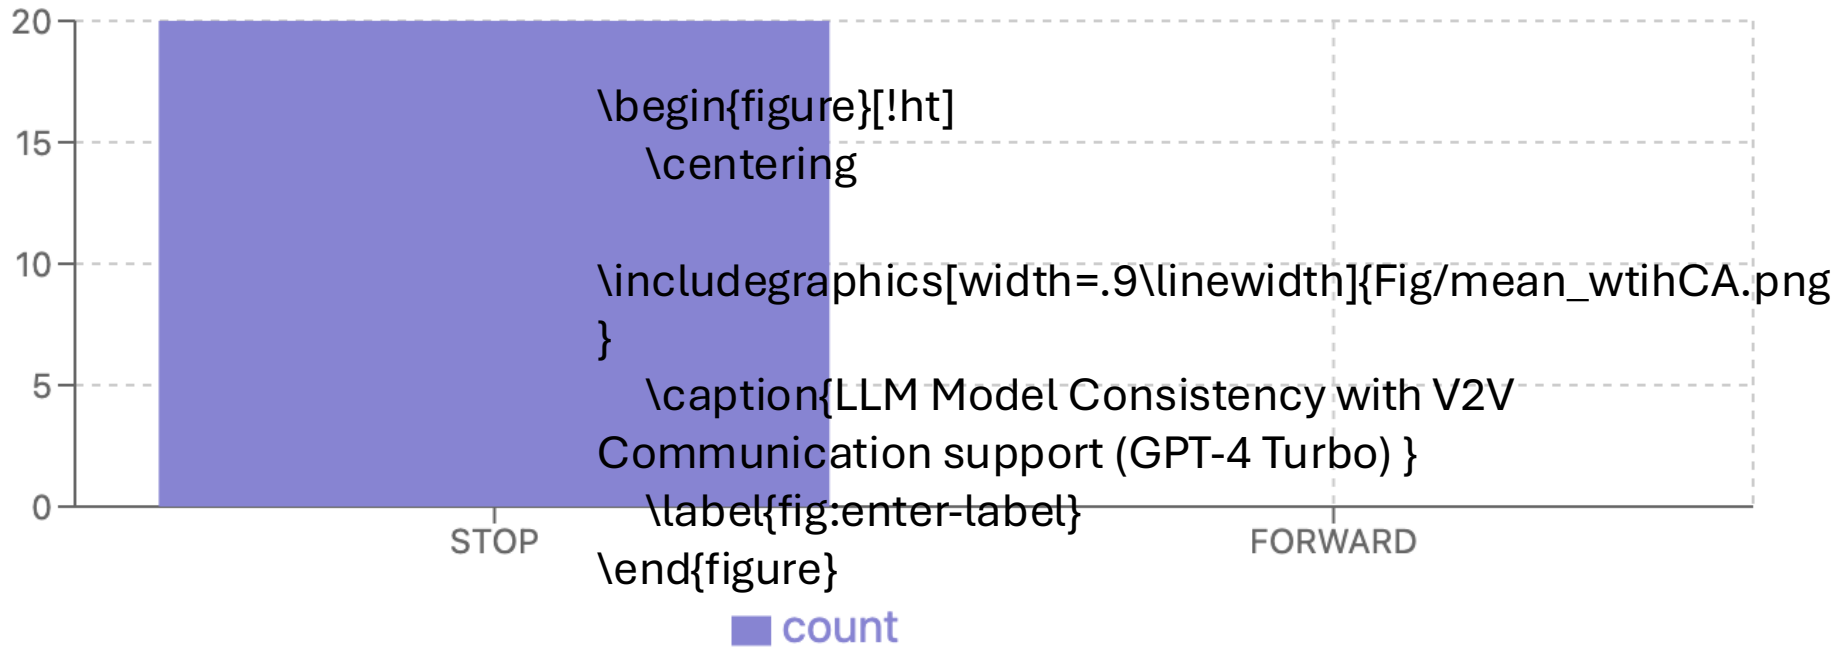 20
\begin{figure}[!ht]
15
\centering
10
\includegraphics[width=.9\linewidth]{Fig/mean_wtihCA.png
}
5
\caption{LLM Model Consistency with V2V
Communication support (GPT-4 Turbo) }
0
\label{fig:enter-label}
STOP
FORWARD
\end{figure}
count